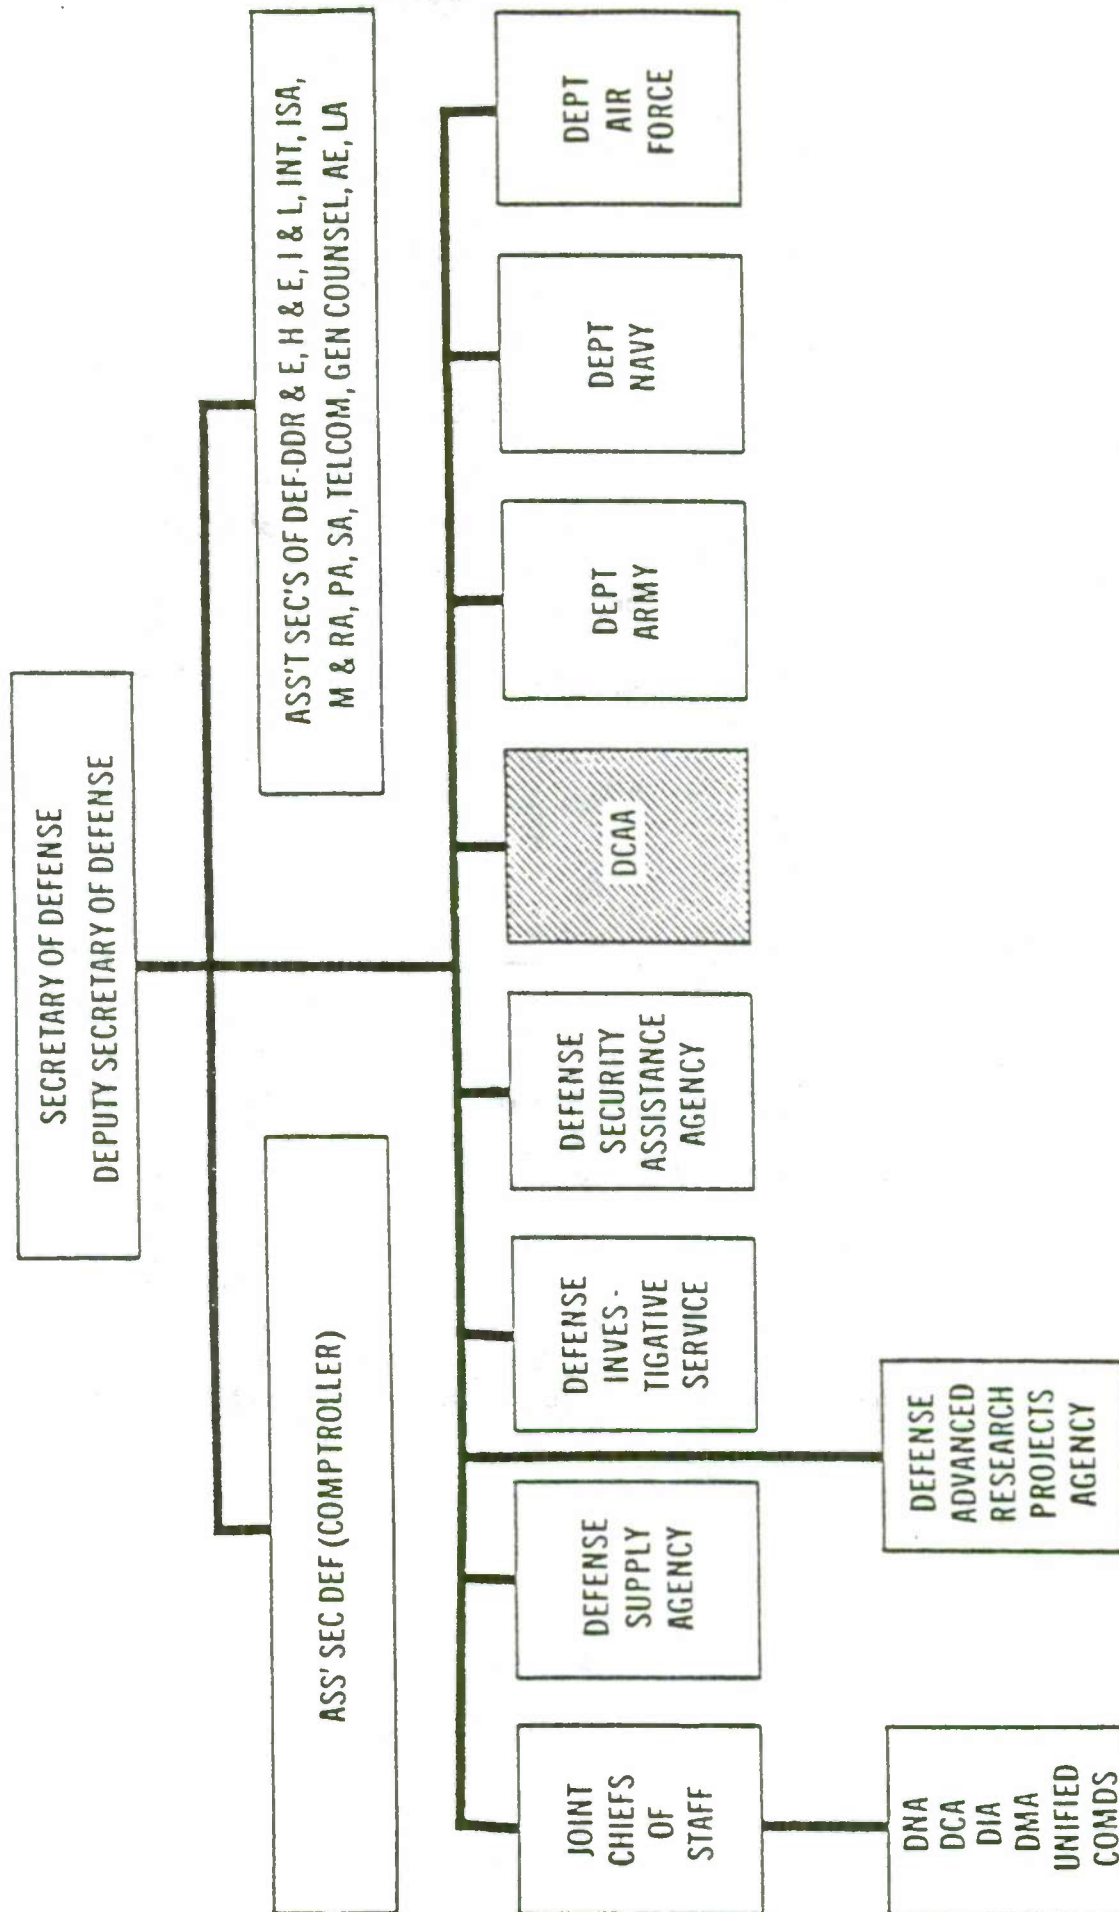 SECRETARY OF DEFENSE
DEPUTY SECRETARY OF DEFENSE
ASS' SEC DEF (COMPTROLLER)
ASS'T SEC'S OF DEF-DDR & E, H & E, I & L, INT, ISA,
M & RA, PA, SA, TELCOM, GEN COUNSEL, AE, LA
JOINT
CHIEFS
OF
STAFF
DEFENSE
SUPPLY
AGENCY
DEFENSE
INVES-
TIGATIVE
SERVICE
DEFENSE
SECURITY
ASSISTANCE
AGENCY
DCAA
DEPT
ARMY
DEPT
NAVY
DEPT
AIR
FORCE
DNA
DCA
DIA
DMA
UNIFIED
COMDS
DEFENSE
ADVANCED
RESEARCH
PROJECTS
AGENCY